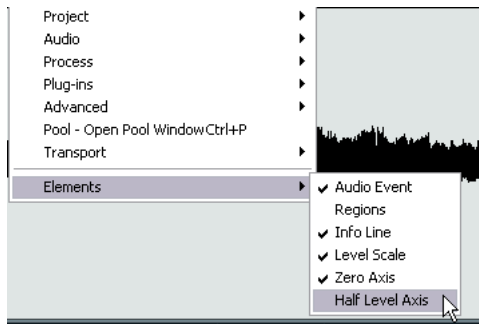 Project
Audio
Process
Plug-ins
Advanced
Pool - Open Pool WindowCtrl+P
Transport
Elements
Audio Event
Regions
Info Line
Level Scale
Zero Axis
Half Level Axis